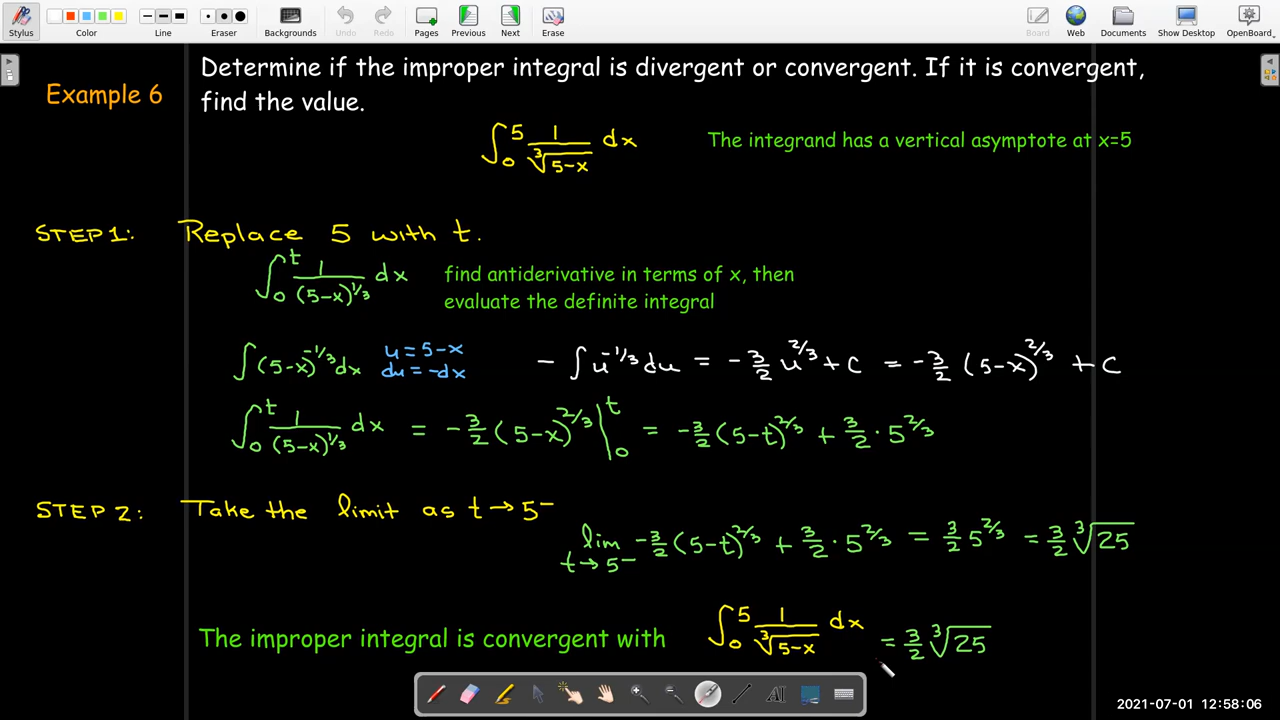 Stylus Color Line Eraser Backgrounds Undo Redo Pages Previous Next Erase Board Web Documents Show Desktop OpenBoard
Example 6
Determine if the improper integral is divergent or convergent. If it is convergent,
find the value.
∫₀⁵ 1/∛(5-x) dx The integrand has a vertical asymptote at x=5
STEP 1: Replace 5 with t.
∫₀ᵗ 1/(5-x)^(1/3) dx find antiderivative in terms of x, then
evaluate the definite integral
∫(5-x)^(-1/3) dx u = 5-x du = -dx -∫u^(-1/3) du = -3/2 u^(2/3) + C = -3/2 (5-x)^(2/3) + C
∫₀ᵗ 1/(5-x)^(1/3) dx = -3/2 (5-x)^(2/3) |₀ᵗ = -3/2 (5-t)^(2/3) + 3/2 · 5^(2/3)
STEP 2: Take the limit as t → 5⁻
lim t→5⁻ -3/2 (5-t)^(2/3) + 3/2 · 5^(2/3) = 3/2 5^(2/3) = 3/2 ∛25
The improper integral is convergent with ∫₀⁵ 1/∛(5-x) dx = 3/2 ∛25
2021-07-01 12:58:06